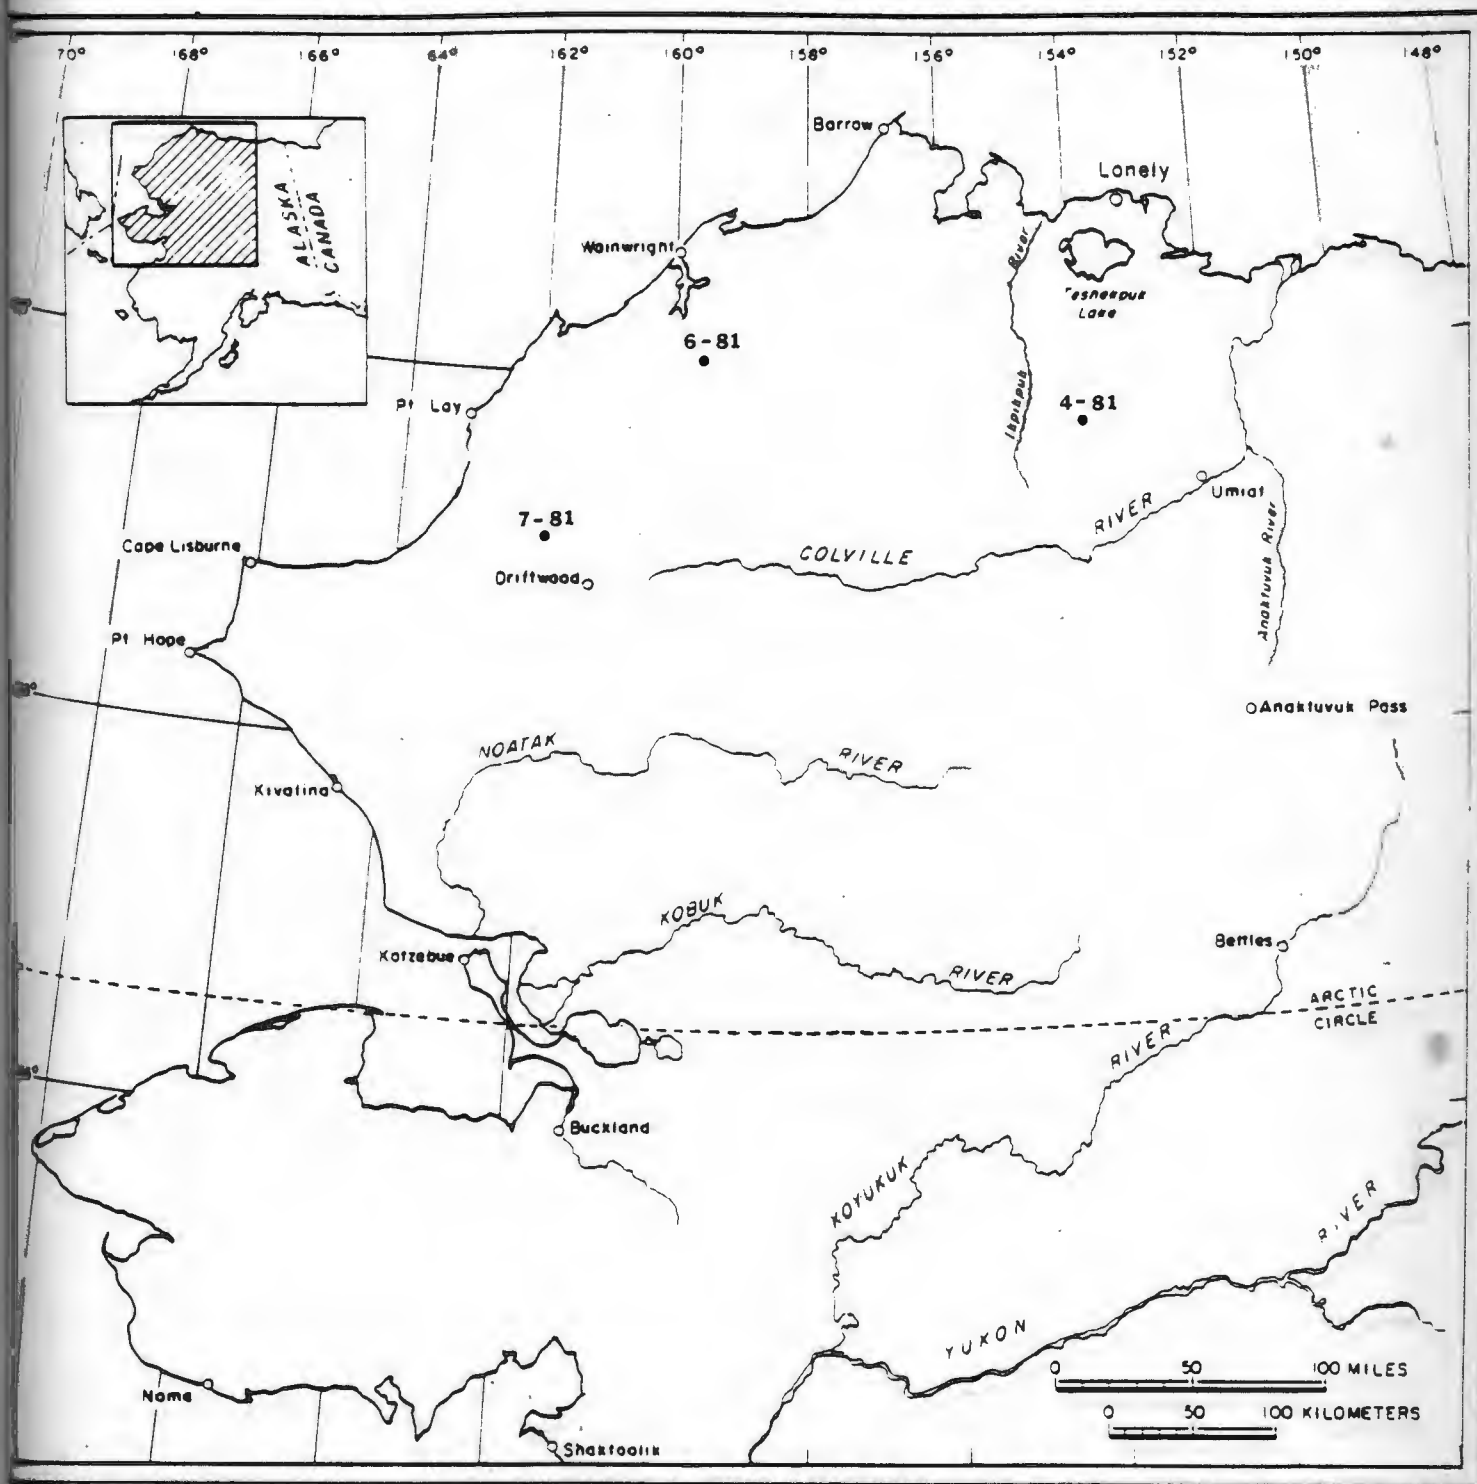 70° 168° 166° 64° 162° 160° 158° 156° 154° 152° 150° 148°
Barrow
Lonely
ALASKA
CANADA
Wainwright
River
Teshekpuk
Lake
6-81
Ikpikpuk
Pt Lay
4-81
Umiat
7-81
RIVER
Cape Lisburne
COLVILLE
Anaktuvuk River
Driftwood
Pt Hope
Anaktuvuk Pass
NOATAK
RIVER
Kivalina
KOBUK
Bettles
Kotzebue
RIVER
ARCTIC
CIRCLE
RIVER
Buckland
KOYUKUK
RIVER
YUKON
0 50 100 MILES
Nome
0 50 100 KILOMETERS
Shaktoolik